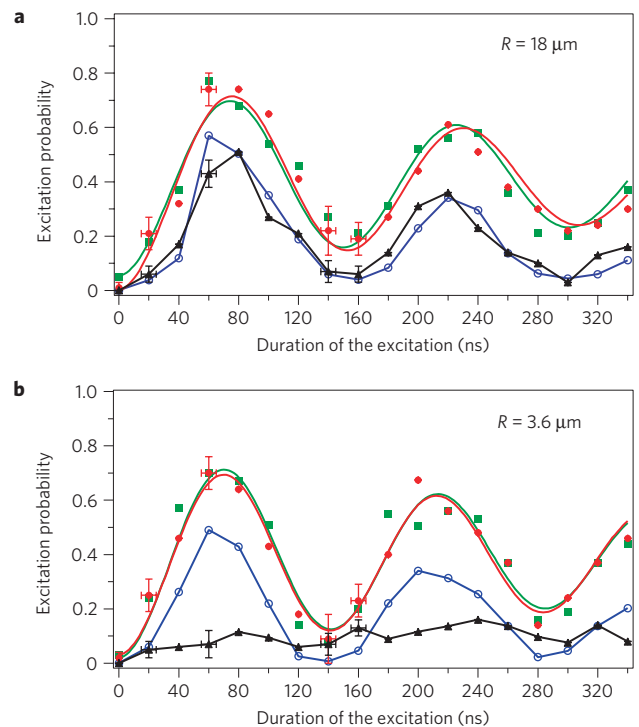 a
1.0
R = 18 μm
0.8
0.6
0.4
0.2
0
Excitation probability
0 40 80 120 160 200 240 280 320
Duration of the excitation (ns)
b
1.0
R = 3.6 μm
0.8
0.6
0.4
0.2
0
Excitation probability
0 40 80 120 160 200 240 280 320
Duration of the excitation (ns)